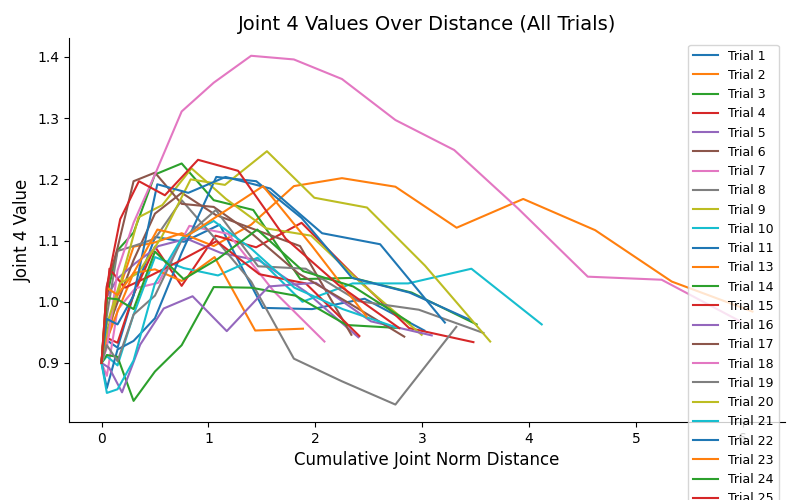 Joint 4 Values Over Distance (All Trials)
Joint 4 Value
1.4
1.3
1.2
1.1
1.0
0.9
0
1
2
3
4
5
6
Cumulative Joint Norm Distance
Trial 1
Trial 2
Trial 3
Trial 4
Trial 5
Trial 6
Trial 7
Trial 8
Trial 9
Trial 10
Trial 11
Trial 12
Trial 13
Trial 14
Trial 15
Trial 16
Trial 17
Trial 18
Trial 19
Trial 20
Trial 21
Trial 22
Trial 23
Trial 24
Trial 25